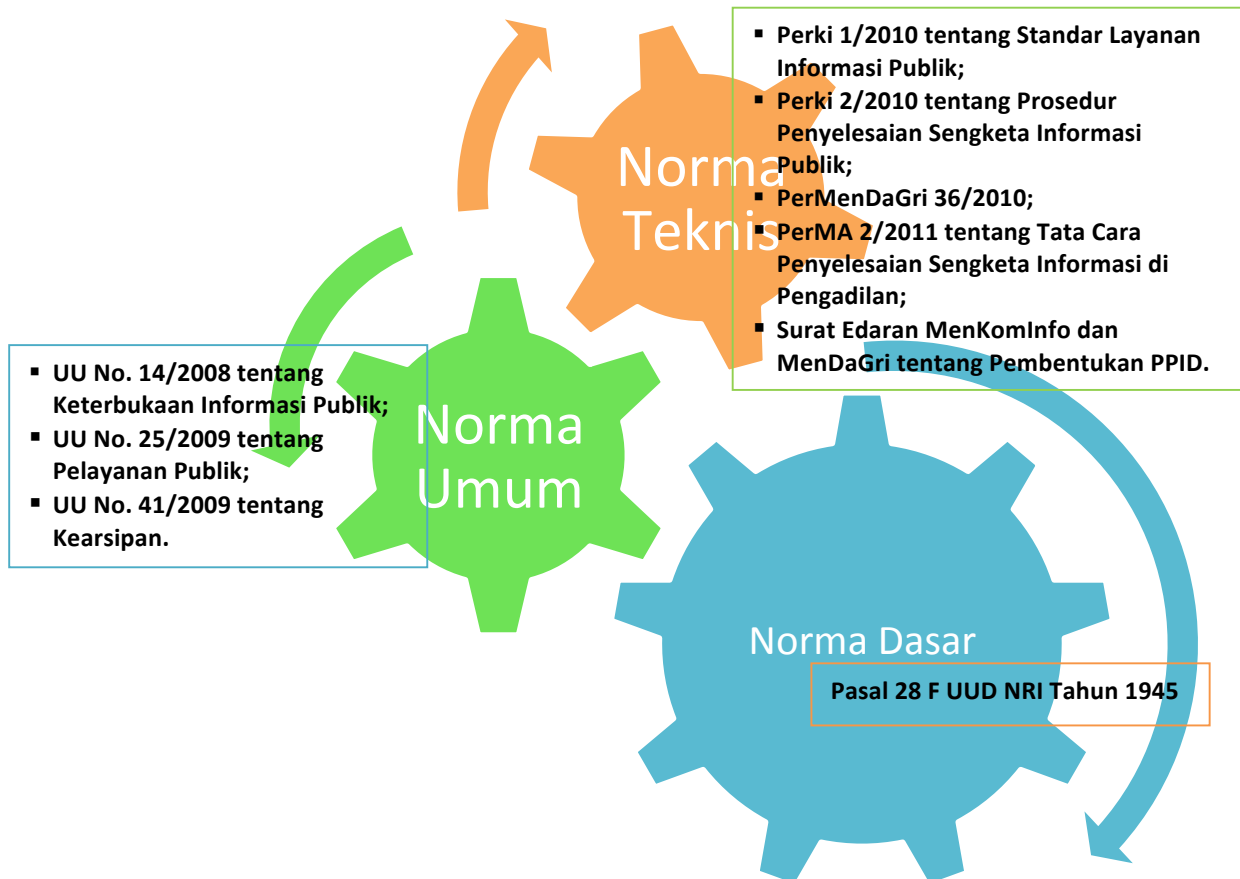 ▪ Perki 1/2010 tentang Standar Layanan
Informasi Publik;
▪ Perki 2/2010 tentang Prosedur
Penyelesaian Sengketa Informasi
Publik;
▪ PerMenDaGri 36/2010;
▪ PerMA 2/2011 tentang Tata Cara
Penyelesaian Sengketa Informasi di
Pengadilan;
▪ Surat Edaran MenKomInfo dan
MenDaGri tentang Pembentukan PPID.
Norma
Teknis
▪ UU No. 14/2008 tentang
Keterbukaan Informasi Publik;
▪ UU No. 25/2009 tentang
Pelayanan Publik;
▪ UU No. 41/2009 tentang
Kearsipan.
Norma
Umum
Norma Dasar
Pasal 28 F UUD NRI Tahun 1945